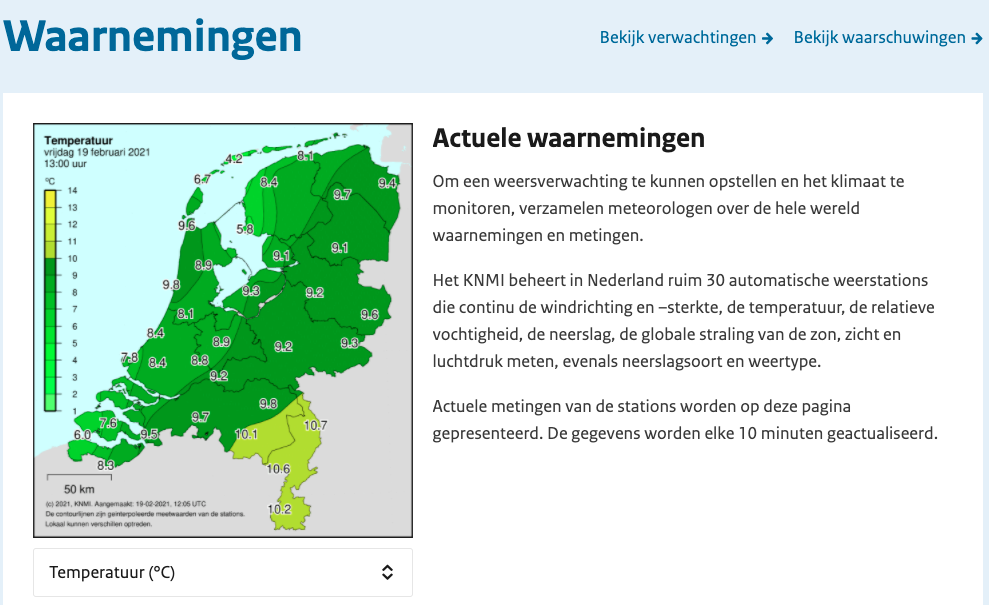 Waarnemingen
Bekijk verwachtingen → Bekijk waarschuwingen →
Temperatuur
vrijdag 19 februari 2021
13:00 uur
ºC
14
13
12
11
10
9
8
7
6
5
4
3
2
1
4.2
8.1
6.7
8.4
9.4
9.7
9.6
5.8
9.1
9.1
8.9
9.8
9.3
9.2
8.1
9.6
8.4
8.9
9.2
9.3
7.8
8.4
8.8
9.2
9.8
9.7
7.6
10.7
6.0
9.5
10.1
8.3
10.6
10.2
50 km
(c) 2021, KNMI. Aangemaakt: 19-02-2021, 12:05 UTC
De contourlijnen zijn geinterpoleerde meetwaarden van de stations.
Lokaal kunnen verschillen optreden.
Temperatuur (°C)
Actuele waarnemingen
Om een weersverwachting te kunnen opstellen en het klimaat te
monitoren, verzamelen meteorologen over de hele wereld
waarnemingen en metingen.
Het KNMI beheert in Nederland ruim 30 automatische weerstations
die continu de windrichting en –sterkte, de temperatuur, de relatieve
vochtigheid, de neerslag, de globale straling van de zon, zicht en
luchtdruk meten, evenals neerslagsoort en weertype.
Actuele metingen van de stations worden op deze pagina
gepresenteerd. De gegevens worden elke 10 minuten geactualiseerd.